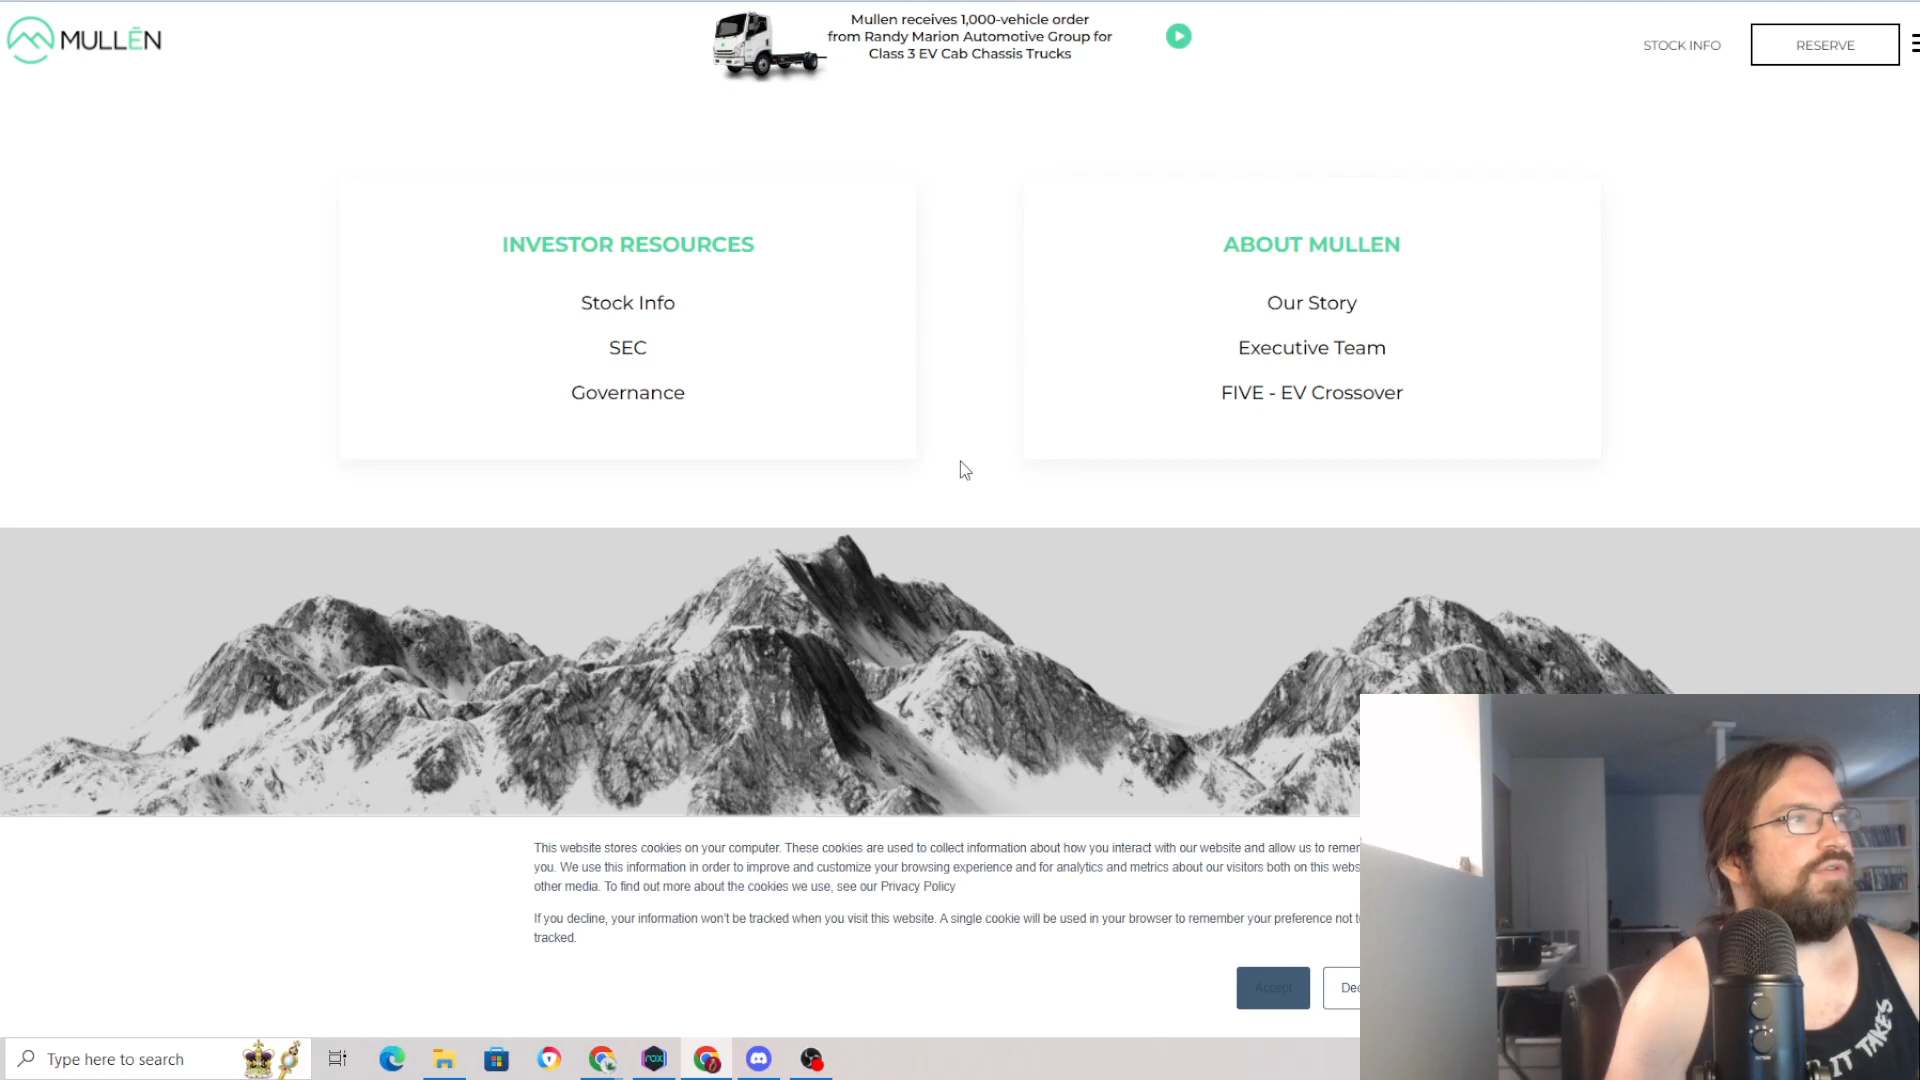 MULLĒN
Mullen receives 1,000-vehicle order
from Randy Marion Automotive Group for
Class 3 EV Cab Chassis Trucks
STOCK INFO
RESERVE
INVESTOR RESOURCES
Stock Info
SEC
Governance
ABOUT MULLEN
Our Story
Executive Team
FIVE - EV Crossover
This website stores cookies on your computer. These cookies are used to collect information about how you interact with our website and allow us to
you. We use this information in order to improve and customize your browsing experience and for analytics and metrics about our visitors both on this
other media. To find out more about the cookies we use, see our Privacy Policy
If you decline, your information won't be tracked when you visit this website. A single cookie will be used in your browser to remember your preference not
tracked.
Accept
Type here to search
nox
IT TAKES